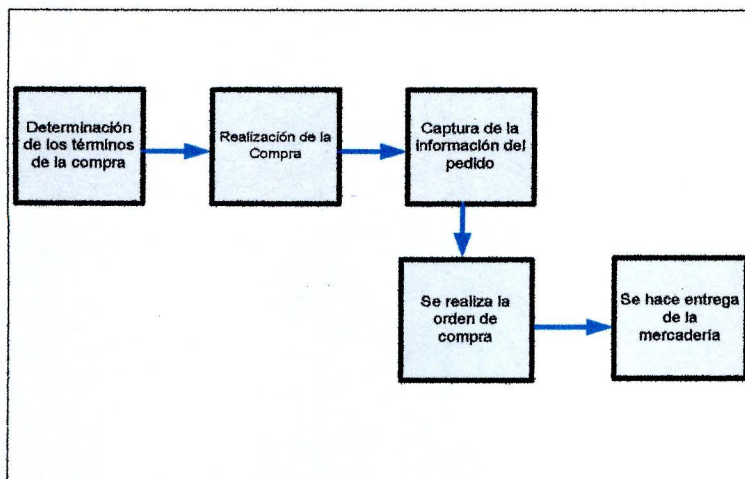 Determinación
de los términos
de la compra
Realización de la
Compra
Captura de la
información del
pedido
Se realiza la
orden de
compra
Se hace entrega
de la
mercadería